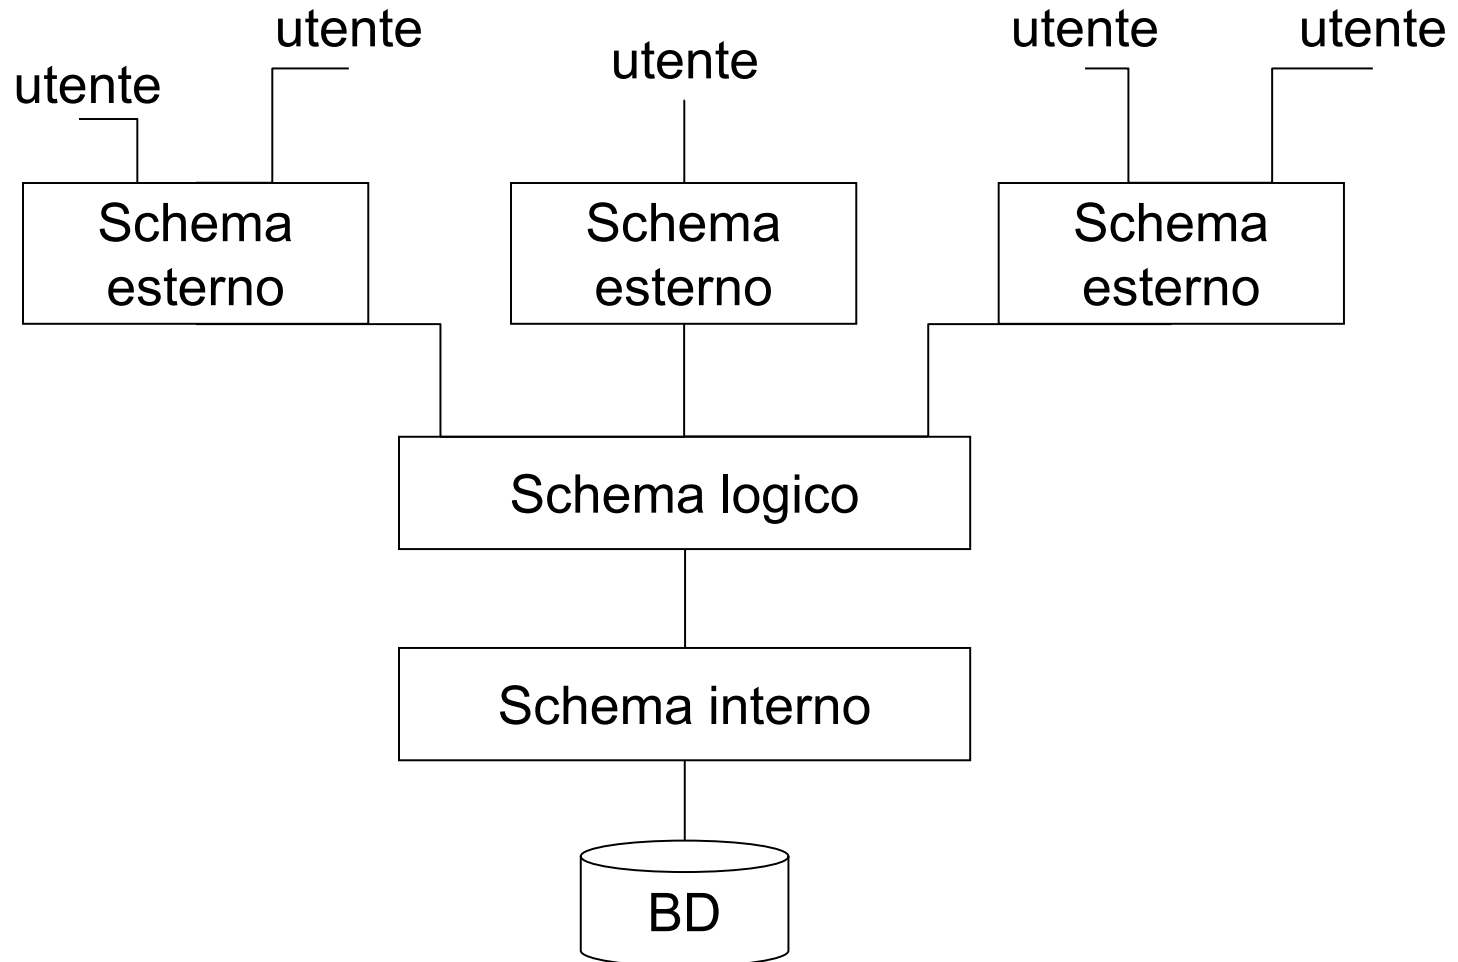 utente
utente
utente
utente
utente
Schema
esterno
Schema
esterno
Schema
esterno
Schema logico
Schema interno
BD